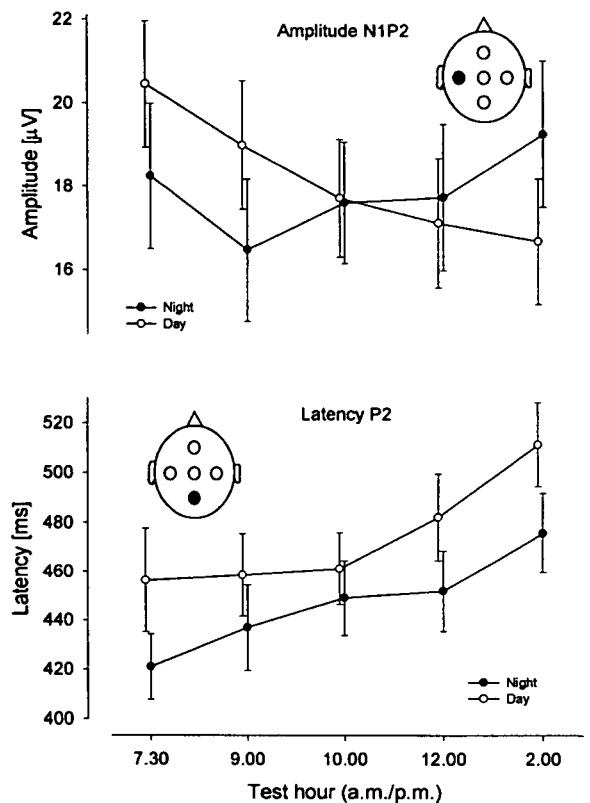 Amplitude N1P2
22
20
18
16
Amplitude [µV]
Night
Day
Latency P2
520
500
480
460
440
420
400
Latency [ms]
Night
Day
7.30 9.00 10.00 12.00 2.00
Test hour (a.m./p.m.)